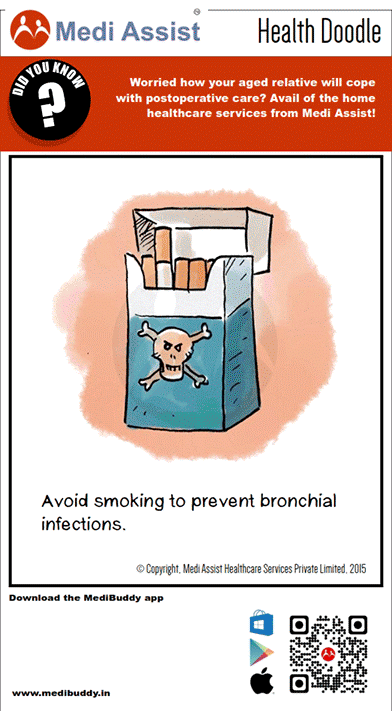 Medi Assist
Health Doodle
DID YOU KNOW
?
Worried how your aged relative will cope
with postoperative care? Avail of the home
healthcare services from Medi Assist!
Avoid smoking to prevent bronchial
infections.
© Copyright, Medi Assist Healthcare Services Private Limited, 2015
Download the MediBuddy app
www.medibuddy.in